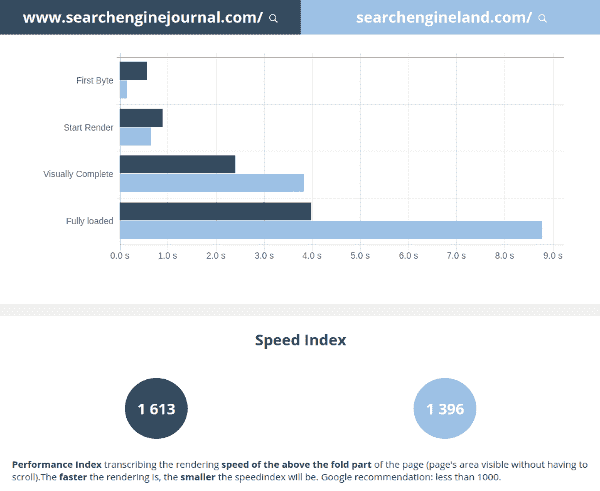 www.searchenginejournal.com/
searchengineland.com/
First Byte
Start Render
Visually Complete
Fully loaded
0.0 s 1.0 s 2.0 s 3.0 s 4.0 s 5.0 s 6.0 s 7.0 s 8.0 s 9.0 s
Speed Index
1 613
1 396
Performance Index transcribing the rendering speed of the above the fold part of the page (page's area visible without having to
scroll).The faster the rendering is, the smaller the speedindex will be. Google recommendation: less than 1000.